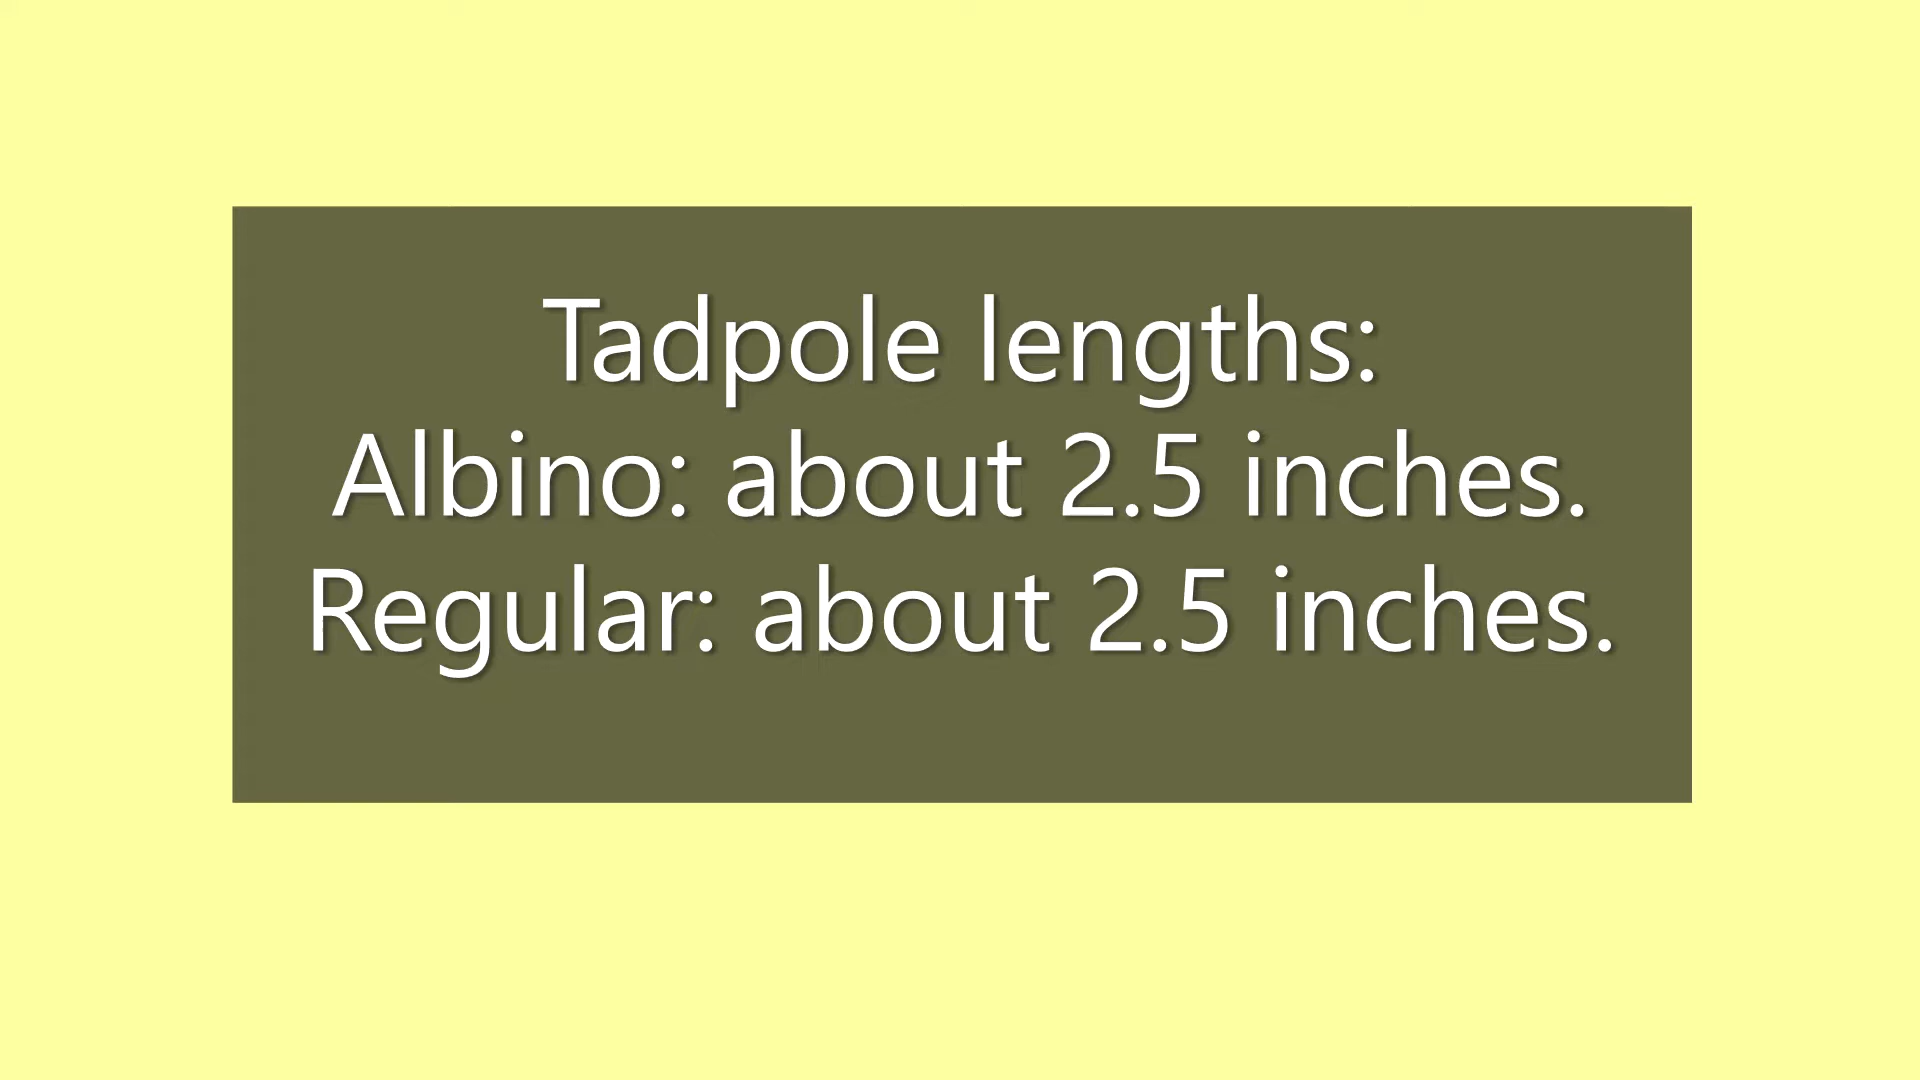 Tadpole lengths:
Albino: about 2.5 inches.
Regular: about 2.5 inches.